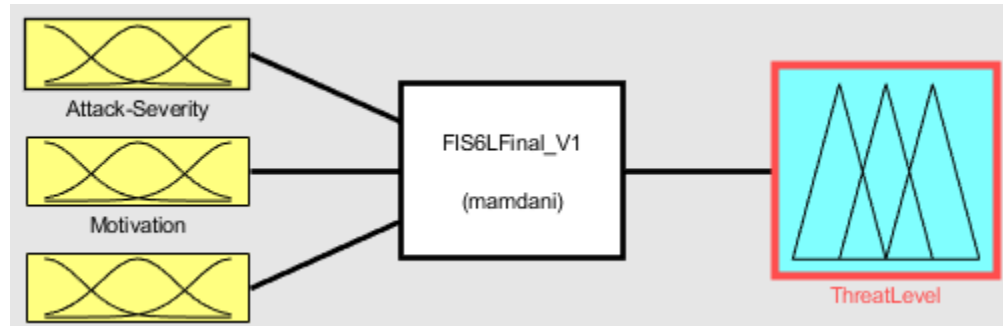 Attack-Severity
Motivation
FIS6LFinal_V1
(mamdani)
ThreatLevel